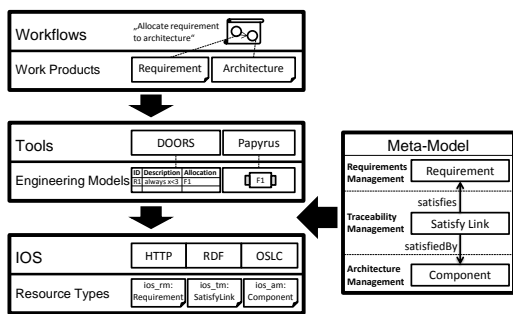 Workflows
„Allocate requirement
to architecture“
Work Products
Requirement
Architecture
Tools
DOORS
Papyrus
Engineering Models
ID Description Allocation
R1 always x<3 F1
F1
IOS
HTTP
RDF
OSLC
Resource Types
ios_rm:
Requirement
ios_tm:
SatisfyLink
ios_am:
Component
Meta-Model
Requirements
Management
Requirement
satisfies
Traceability
Management
Satisfy Link
satisfiedBy
Architecture
Management
Component